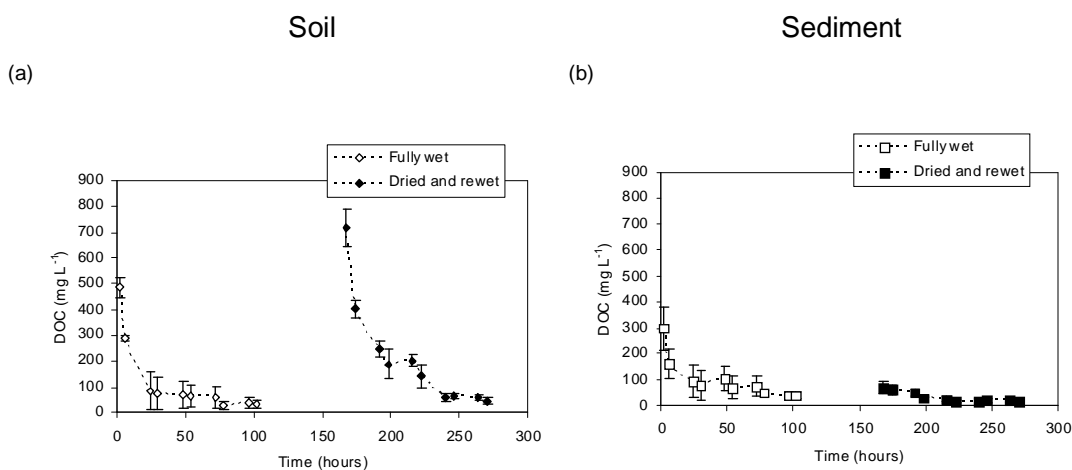 Soil
Sediment
(a)
(b)
Fully wet
Dried and rewet
900
800
700
600
500
400
300
200
100
0
DOC (mg L-1)
0 50 100 150 200 250 300
Time (hours)
Fully wet
Dried and rewet
900
800
700
600
500
400
300
200
100
0
DOC (mg L-1)
0 50 100 150 200 250 300
Time (hours)